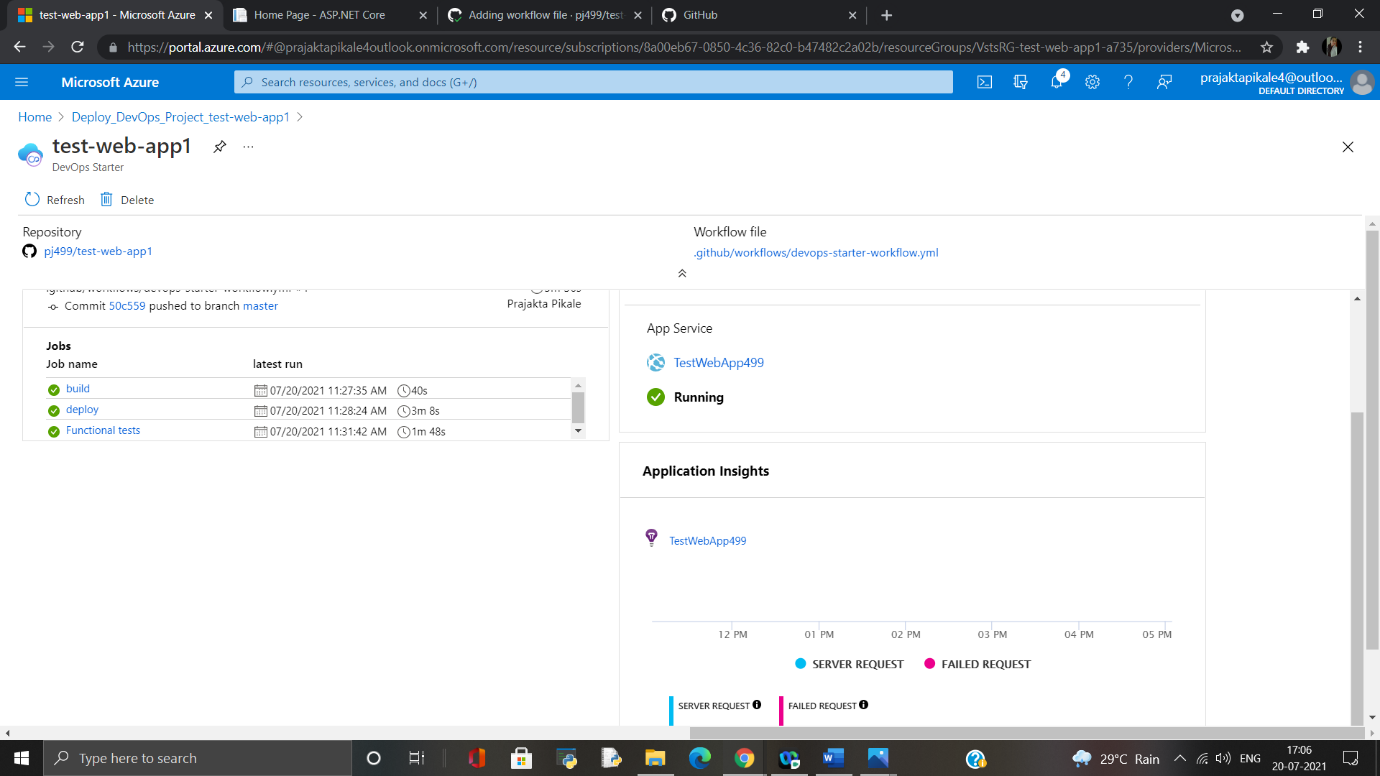 test-web-app1 - Microsoft Azure
Home Page - ASP.NET Core
Adding workflow file · pj499/test-
GitHub
https://portal.azure.com/#@prajaktapikale4outlook.onmicrosoft.com/resource/subscriptions/8a00eb67-0850-4c36-82c0-b47482c2a02b/resourceGroups/VstsRG-test-web-app1-a735/providers/Micros...
Microsoft Azure
Search resources, services, and docs (G+/)
4
prajaktapikale4@outloo...
DEFAULT DIRECTORY
Home > Deploy_DevOps_Project_test-web-app1 >
test-web-app1
...
DevOps Starter
Refresh
Delete
Repository
Workflow file
pj499/test-web-app1
.github/workflows/devops-starter-workflow.yml
Commit 50c559 pushed to branch master
Prajakta Pikale
Jobs
Job name latest run
build 07/20/2021 11:27:35 AM 40s
deploy 07/20/2021 11:28:24 AM 3m 8s
Functional tests 07/20/2021 11:31:42 AM 1m 48s
App Service
TestWebApp499
Running
Application Insights
TestWebApp499
12 PM 01 PM 02 PM 03 PM 04 PM 05 PM
SERVER REQUEST FAILED REQUEST
SERVER REQUEST FAILED REQUEST
Type here to search
29°C Rain
ENG
17:06
20-07-2021